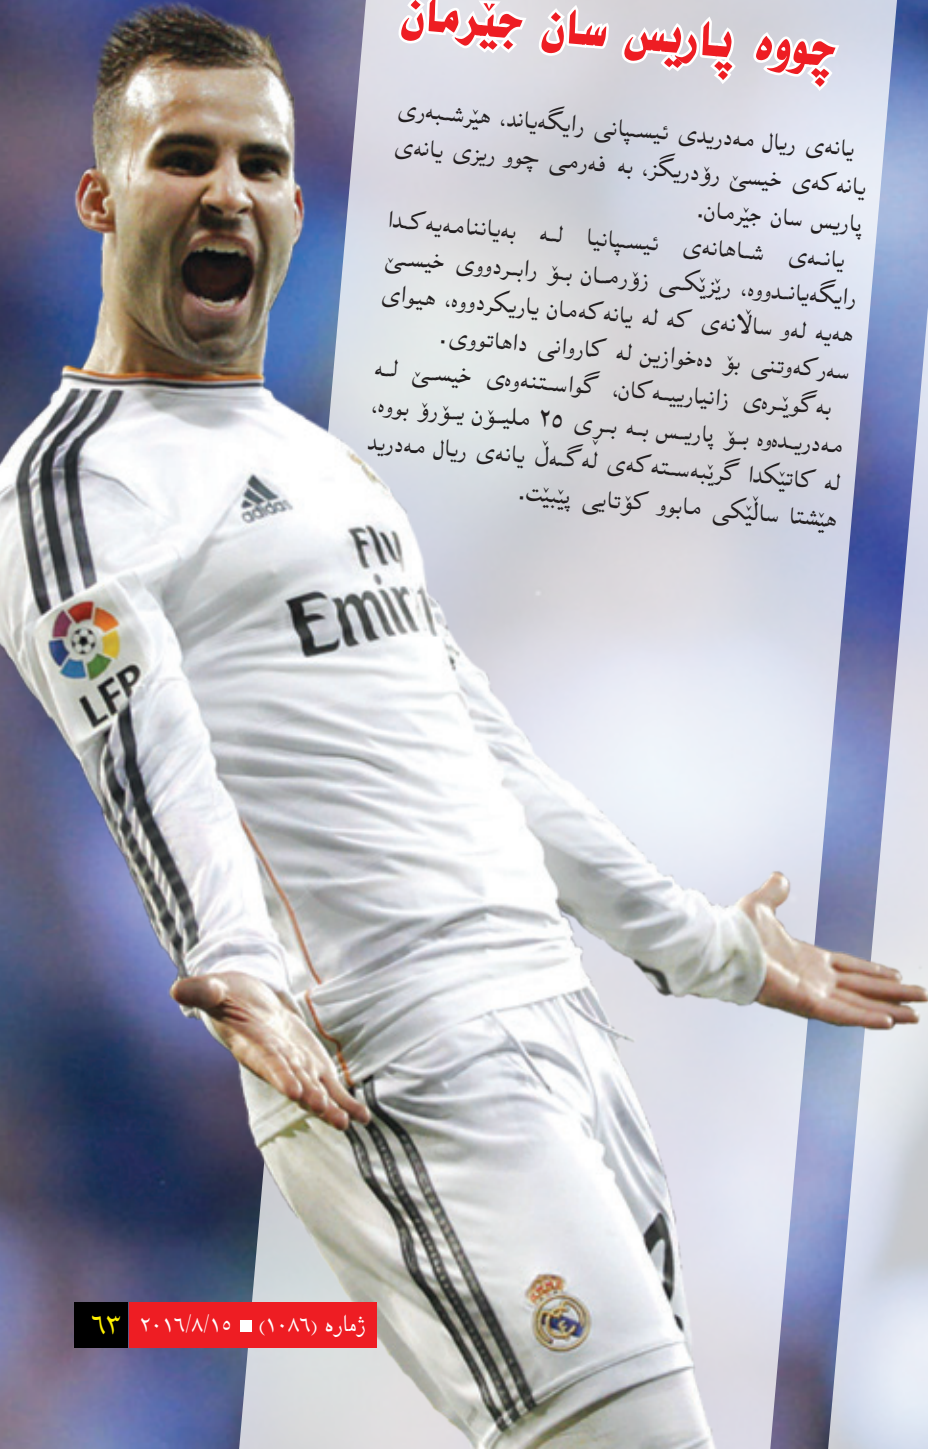 چووە پاریس سان جێرمان
یانەی ریال مەدریدی ئیسپانی رایگەیاند، هێرشبەری
یانەکەی خیسێ رۆدریگز، بە فەرمی چوو ریزی یانەی
پاریس سان جێرمان.
یانەی شاهانەی ئیسپانیا لە بەیاننامەیەکدا
رایگەیاندووە، رێزێکی زۆرمان بۆ رابردووی خیسێ
هەیە لەو ساڵانەی کە لە یانەکەمان یاریکردووە، هیوای
سەرکەوتنی بۆ دەخوازین لە کاروانی داهاتووی.
بەگوێرەی زانیارییەکان، گواستنەوەی خیسێ لە
مەدریدەوە بۆ پاریس بە بڕی ٢٥ ملیۆن یۆرۆ بووە،
لە کاتێکدا گرێبەستەکەی لەگەڵ یانەی ریال مەدرید
هێشتا ساڵێکی مابوو کۆتایی پێبێت.
adidas
Fly
Emir
LFP
ژمارە (١٠٨٦) ■ ٢٠١٦/٨/١٥ ٦٣